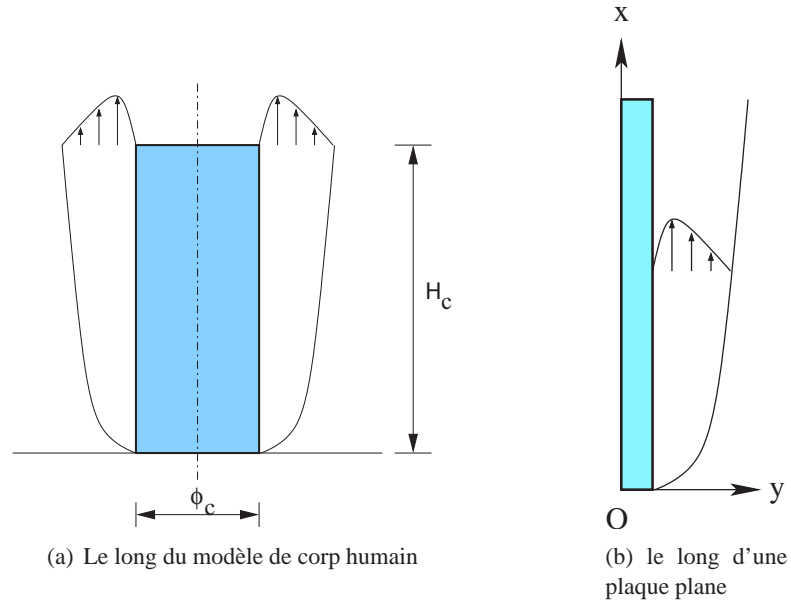 x
H_c
ϕ_c
y
O
(a) Le long du modèle de corp humain
(b) le long d'une
plaque plane